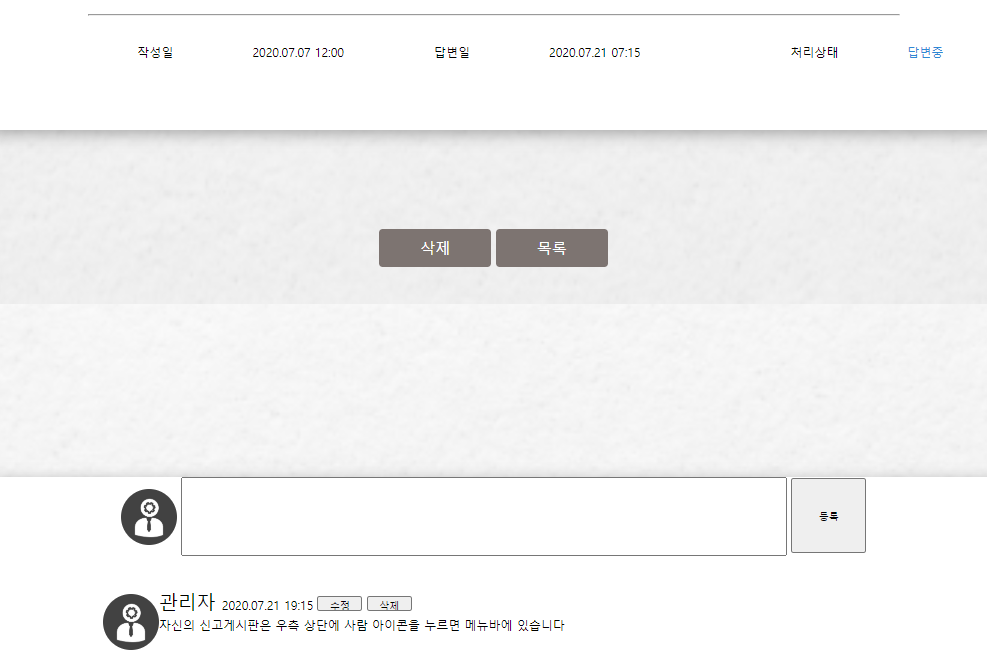 작성일 2020.07.07 12:00 답변일 2020.07.21 07:15 처리상태 답변중
삭제 목록
등록
관리자 2020.07.21 19:15 수정 삭제
자신의 신고게시판은 우측 상단에 사람 아이콘을 누르면 메뉴바에 있습니다